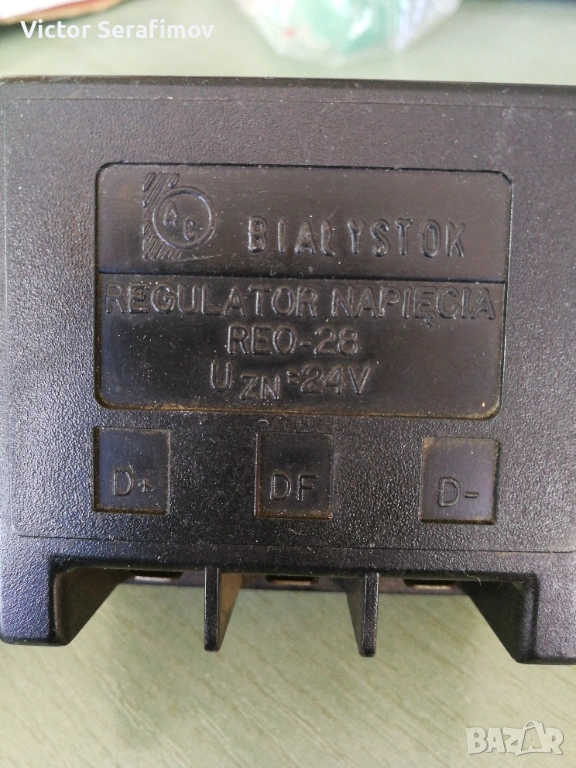 Victor Serafimov
AC BIAŁYSTOK
REGULATOR NAPIĘCIA
REO-28
UZN=24V
D+ DF D-
BAZAR